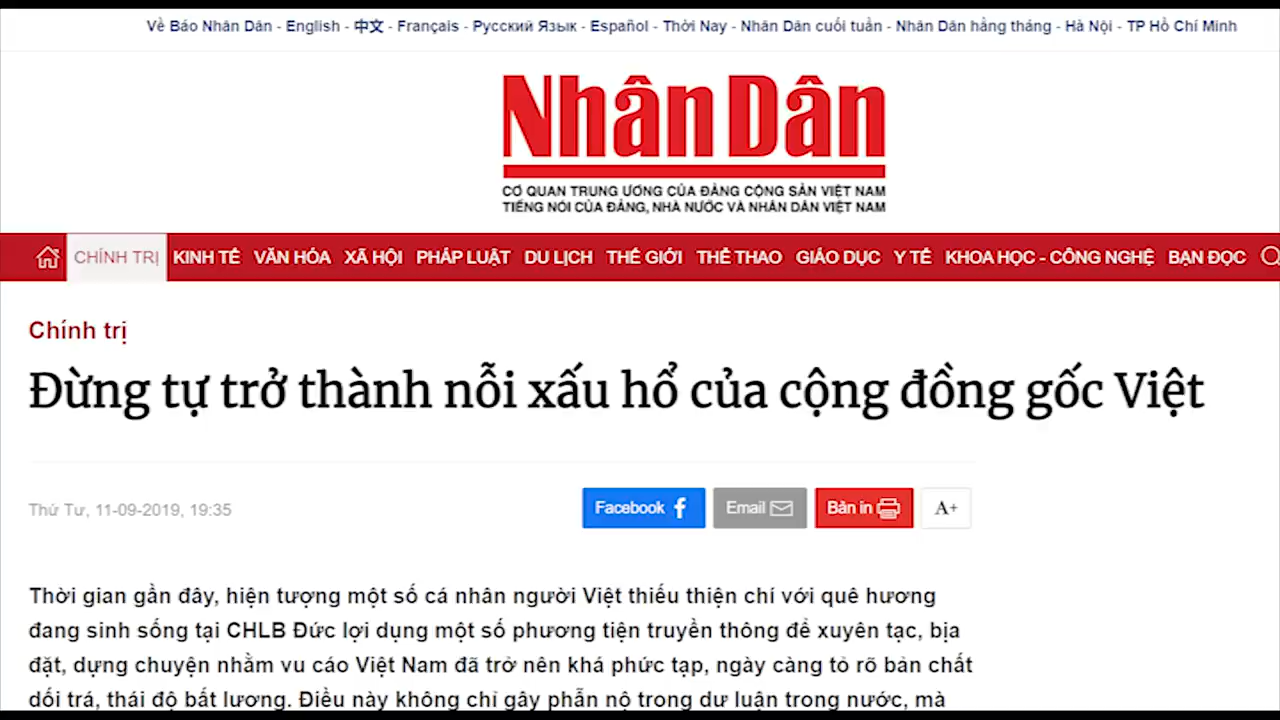 Về Báo Nhân Dân - English - 中文 - Français - Русский Язык - Español - Thời Nay - Nhân Dân cuối tuần - Nhân Dân hằng tháng - Hà Nội - TP Hồ Chí Minh
Nhân Dân
CƠ QUAN TRUNG ƯƠNG CỦA ĐẢNG CỘNG SẢN VIỆT NAM
TIẾNG NÓI CỦA ĐẢNG, NHÀ NƯỚC VÀ NHÂN DÂN VIỆT NAM
CHÍNH TRỊ KINH TẾ VĂN HÓA XÃ HỘI PHÁP LUẬT DU LỊCH THẾ GIỚI THỂ THAO GIÁO DỤC Y TẾ KHOA HỌC - CÔNG NGHỆ BẠN ĐỌC
Chính trị
Đừng tự trở thành nỗi xấu hổ của cộng đồng gốc Việt
Thứ Tư, 11-09-2019, 19:35 Facebook Email Bản in A+
Thời gian gần đây, hiện tượng một số cá nhân người Việt thiếu thiện chí với quê hương
đang sinh sống tại CHLB Đức lợi dụng một số phương tiện truyền thông để xuyên tạc, bịa
đặt, dựng chuyện nhằm vu cáo Việt Nam đã trở nên khá phức tạp, ngày càng tỏ rõ bản chất
dối trá, thái độ bất lương. Điều này không chỉ gây phẫn nộ trong dư luận trong nước, mà